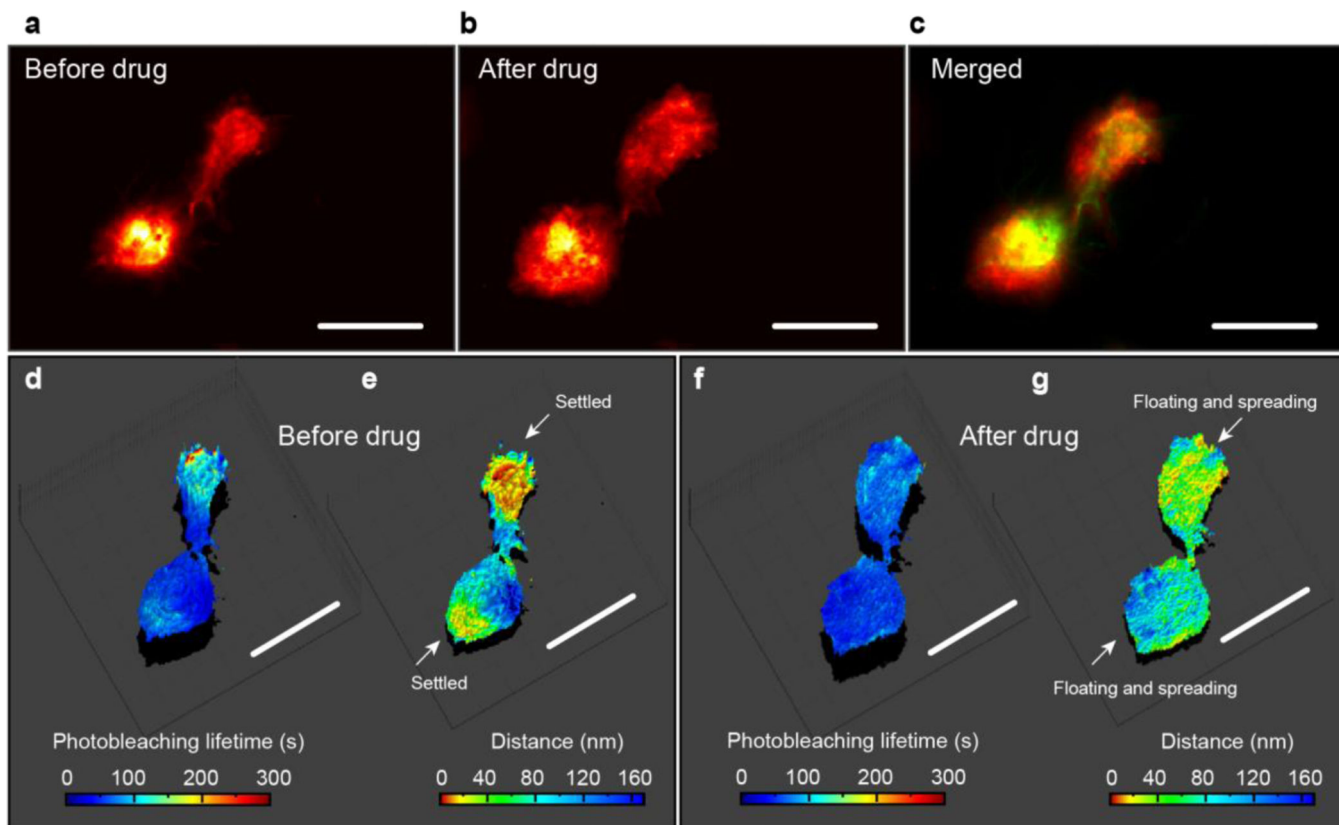 a
b
c
Before drug
After drug
Merged
d
e
Settled
Before drug
Settled
Photobleaching lifetime (s)
0 100 200 300
Distance (nm)
0 40 80 120 160
f
g
Floating and spreading
After drug
Floating and spreading
Photobleaching lifetime (s)
0 100 200 300
Distance (nm)
0 40 80 120 160